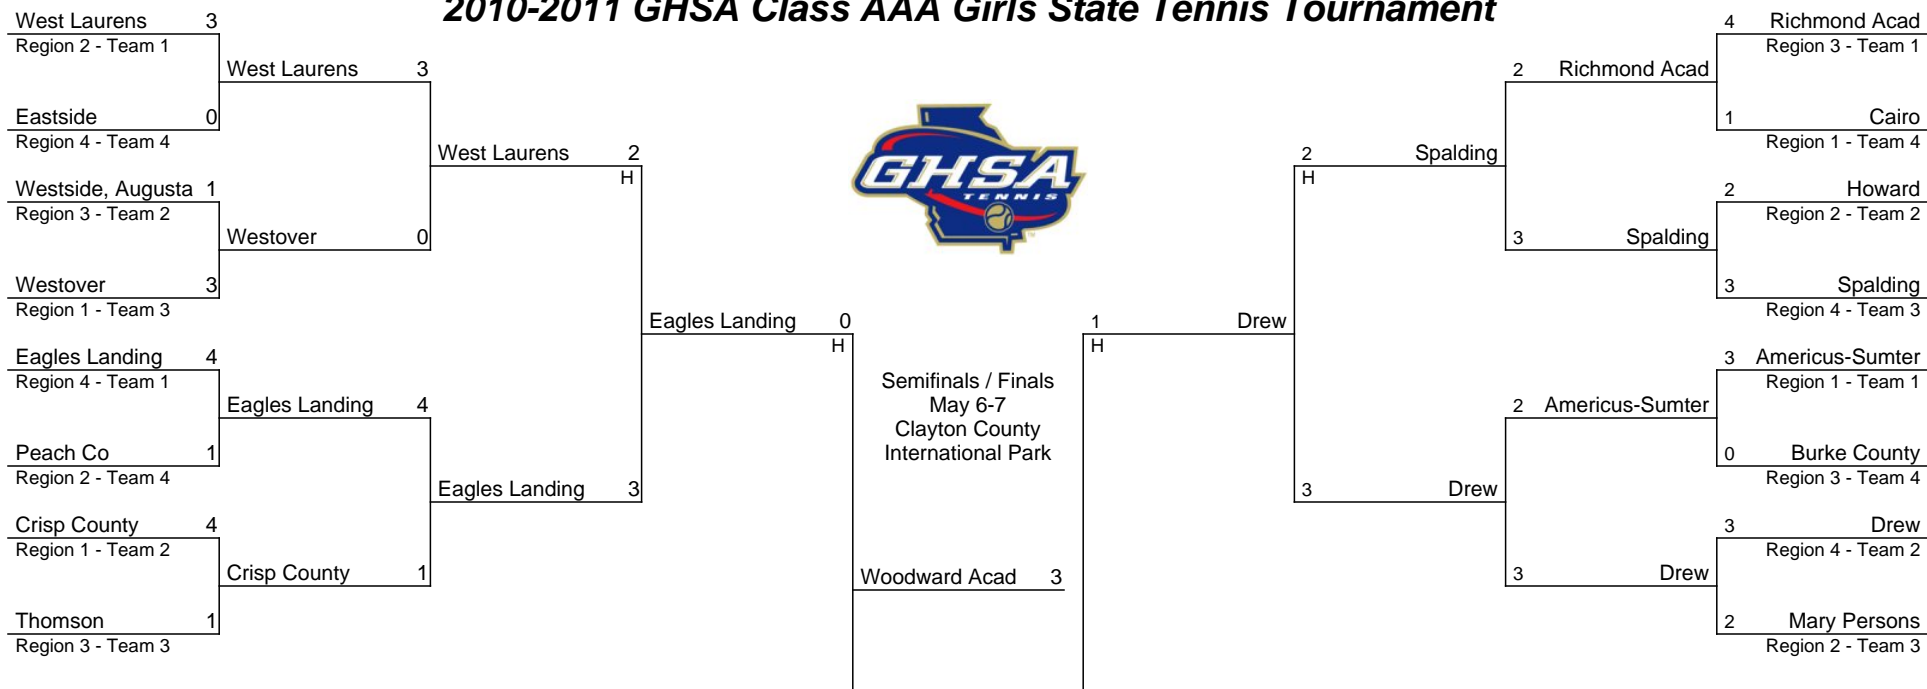 2010-2011 GHSA Class AAA Girls State Tennis Tournament
West Laurens 3
Region 2 - Team 1
Eastside 0
Region 4 - Team 4
Westside, Augusta 1
Region 3 - Team 2
Westover 3
Region 1 - Team 3
Eagles Landing 4
Region 4 - Team 1
Peach Co 1
Region 2 - Team 4
Crisp County 4
Region 1 - Team 2
Thomson 1
Region 3 - Team 3
West Laurens 3
Westover 0
Eagles Landing 4
Crisp County 1
West Laurens 2
H
Eagles Landing 3
Eagles Landing 0
H
GHSA
TENNIS
Semifinals / Finals
May 6-7
Clayton County
International Park
Woodward Acad 3
1 Drew
H
2 Spalding
H
3 Drew
2 Richmond Acad
3 Spalding
2 Americus-Sumter
3 Drew
4 Richmond Acad
Region 3 - Team 1
1 Cairo
Region 1 - Team 4
2 Howard
Region 2 - Team 2
3 Spalding
Region 4 - Team 3
3 Americus-Sumter
Region 1 - Team 1
0 Burke County
Region 3 - Team 4
3 Drew
Region 4 - Team 2
2 Mary Persons
Region 2 - Team 3